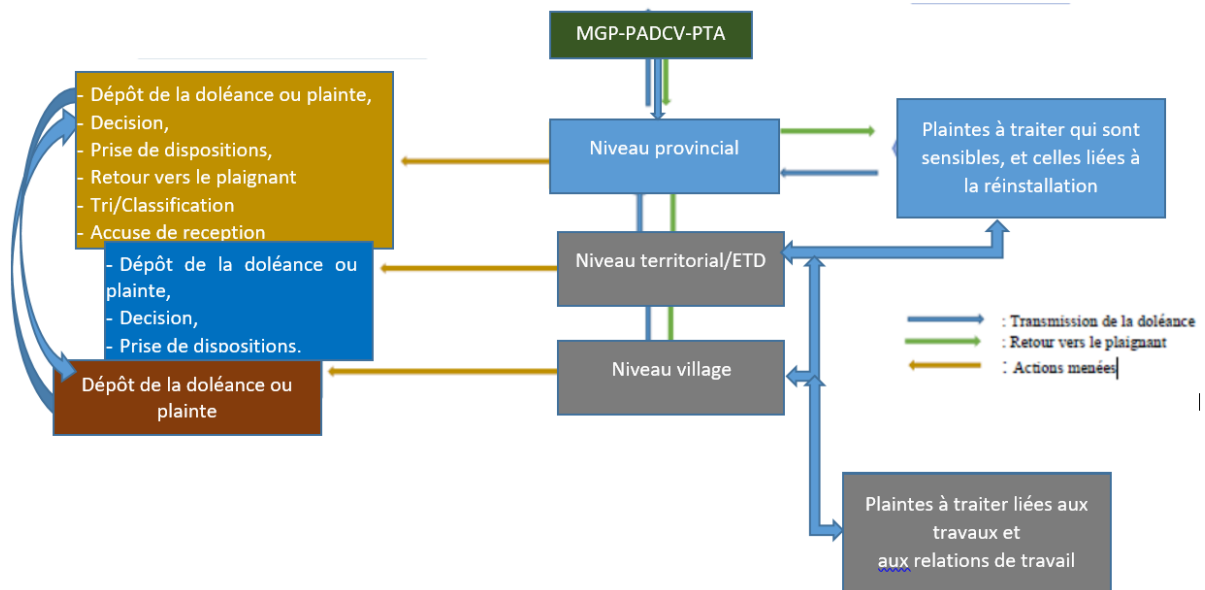 MGP-PADCV-PTA
- Dépôt de la doléance ou plainte,
- Decision,
- Prise de dispositions,
- Retour vers le plaignant
- Tri/Classification
- Accuse de reception
Niveau provincial
Plaintes à traiter qui sont
sensibles, et celles liées à
la réinstallation
- Dépôt de la doléance ou
plainte,
- Decision,
- Prise de dispositions.
Niveau territorial/ETD
: Transmission de la doléance
: Retour vers le plaignant
: Actions menées
Dépôt de la doléance ou
plainte
Niveau village
Plaintes à traiter liées aux
travaux et
aux relations de travail